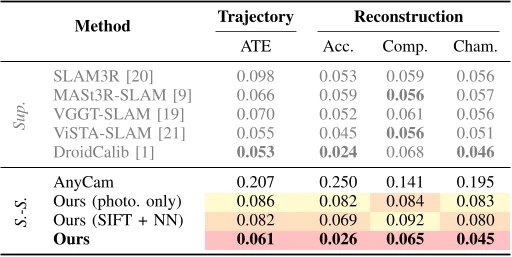 Method Trajectory Reconstruction
ATE Acc. Comp. Cham.
Sup.
SLAM3R [20] 0.098 0.053 0.059 0.056
MASt3R-SLAM [9] 0.066 0.059 0.056 0.057
VGGT-SLAM [19] 0.070 0.052 0.061 0.056
ViSTA-SLAM [21] 0.055 0.045 0.056 0.051
DroidCalib [1] 0.053 0.024 0.068 0.046
S.-S.
AnyCam 0.207 0.250 0.141 0.195
Ours (photo. only) 0.086 0.082 0.084 0.083
Ours (SIFT + NN) 0.082 0.069 0.092 0.080
Ours 0.061 0.026 0.065 0.045